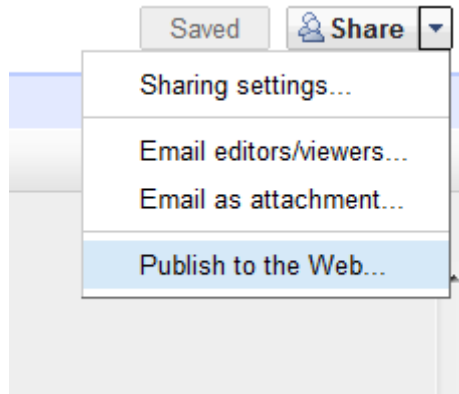 Saved
Share
Sharing settings...
Email editors/viewers...
Email as attachment...
Publish to the Web...